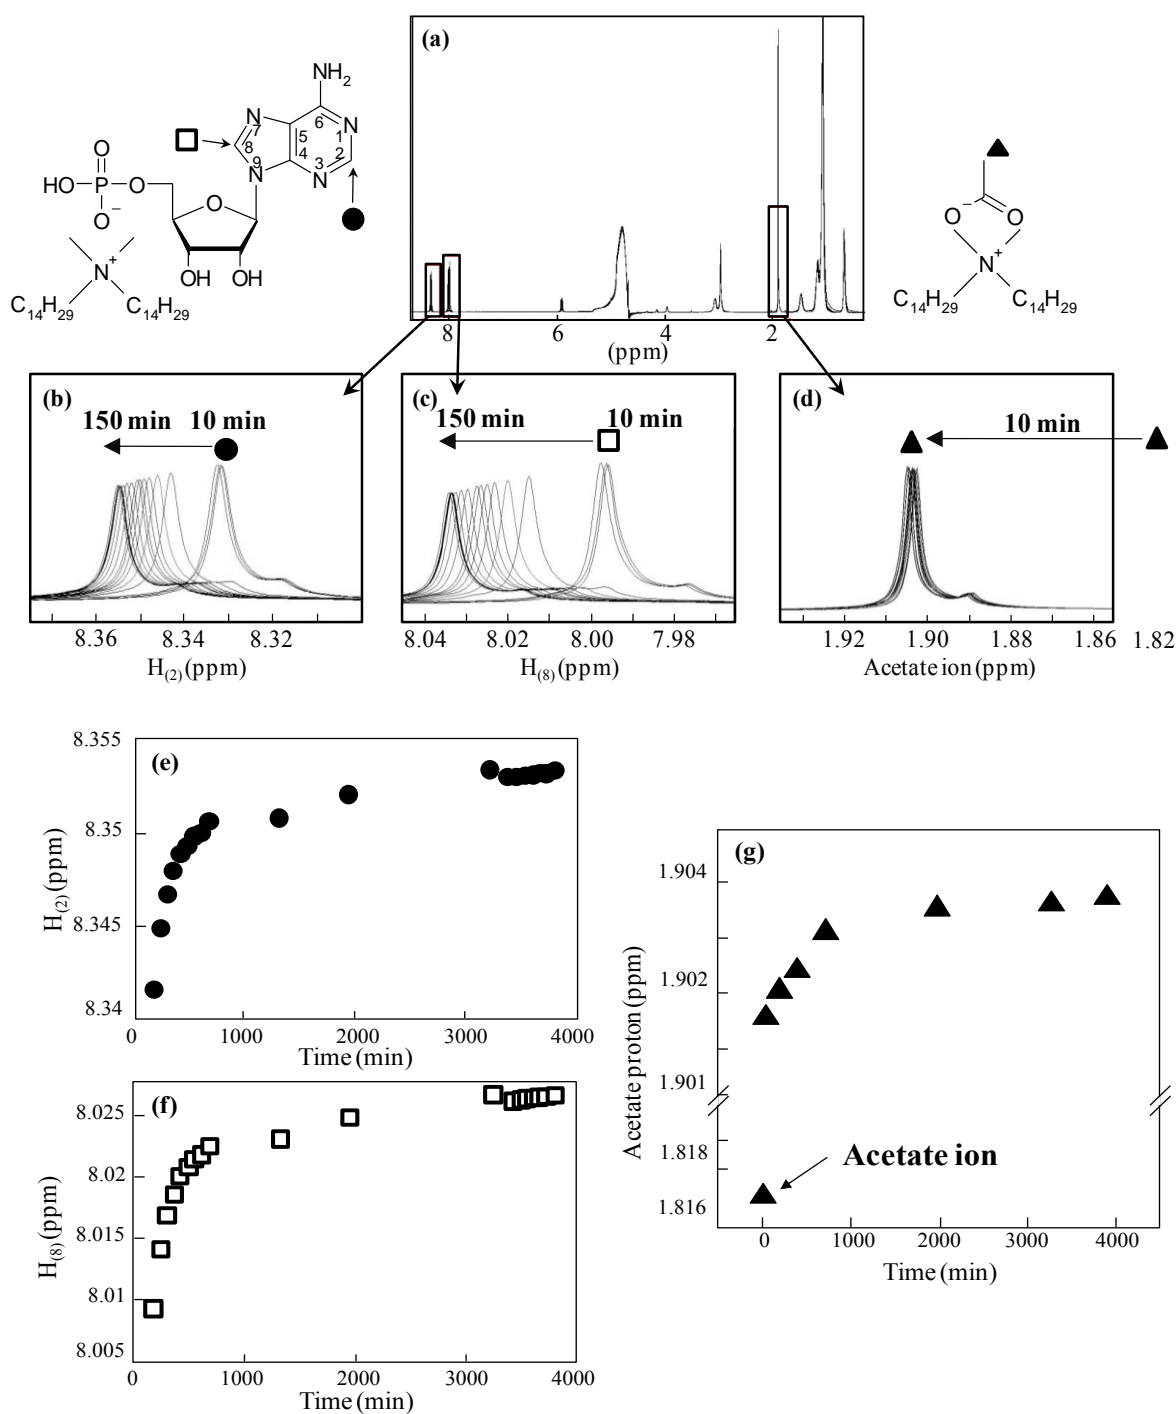 (a)
NH2
N
7
5
6
N
1
8
4
3
2
9
N
N
O
HO
P
O
O
−
O
OH
OH
N
+
C14H29
C14H29
O
−
O
N
+
C14H29
C14H29
8
6
4
2
(ppm)
(b)
150 min
10 min
8.36
8.34
8.32
H(2) (ppm)
(c)
150 min
10 min
8.04
8.02
8.00
7.98
H(8) (ppm)
(d)
10 min
1.92
1.90
1.88
1.86
1.82
Acetate ion (ppm)
(e)
8.355
8.35
8.345
8.34
H(2) (ppm)
0
1000
2000
3000
4000
Time (min)
(f)
8.025
8.02
8.015
8.01
8.005
H(8) (ppm)
0
1000
2000
3000
4000
Time (min)
(g)
1.904
1.902
1.901
1.818
1.816
Acetate proton (ppm)
Acetate ion
0
1000
2000
3000
4000
Time (min)